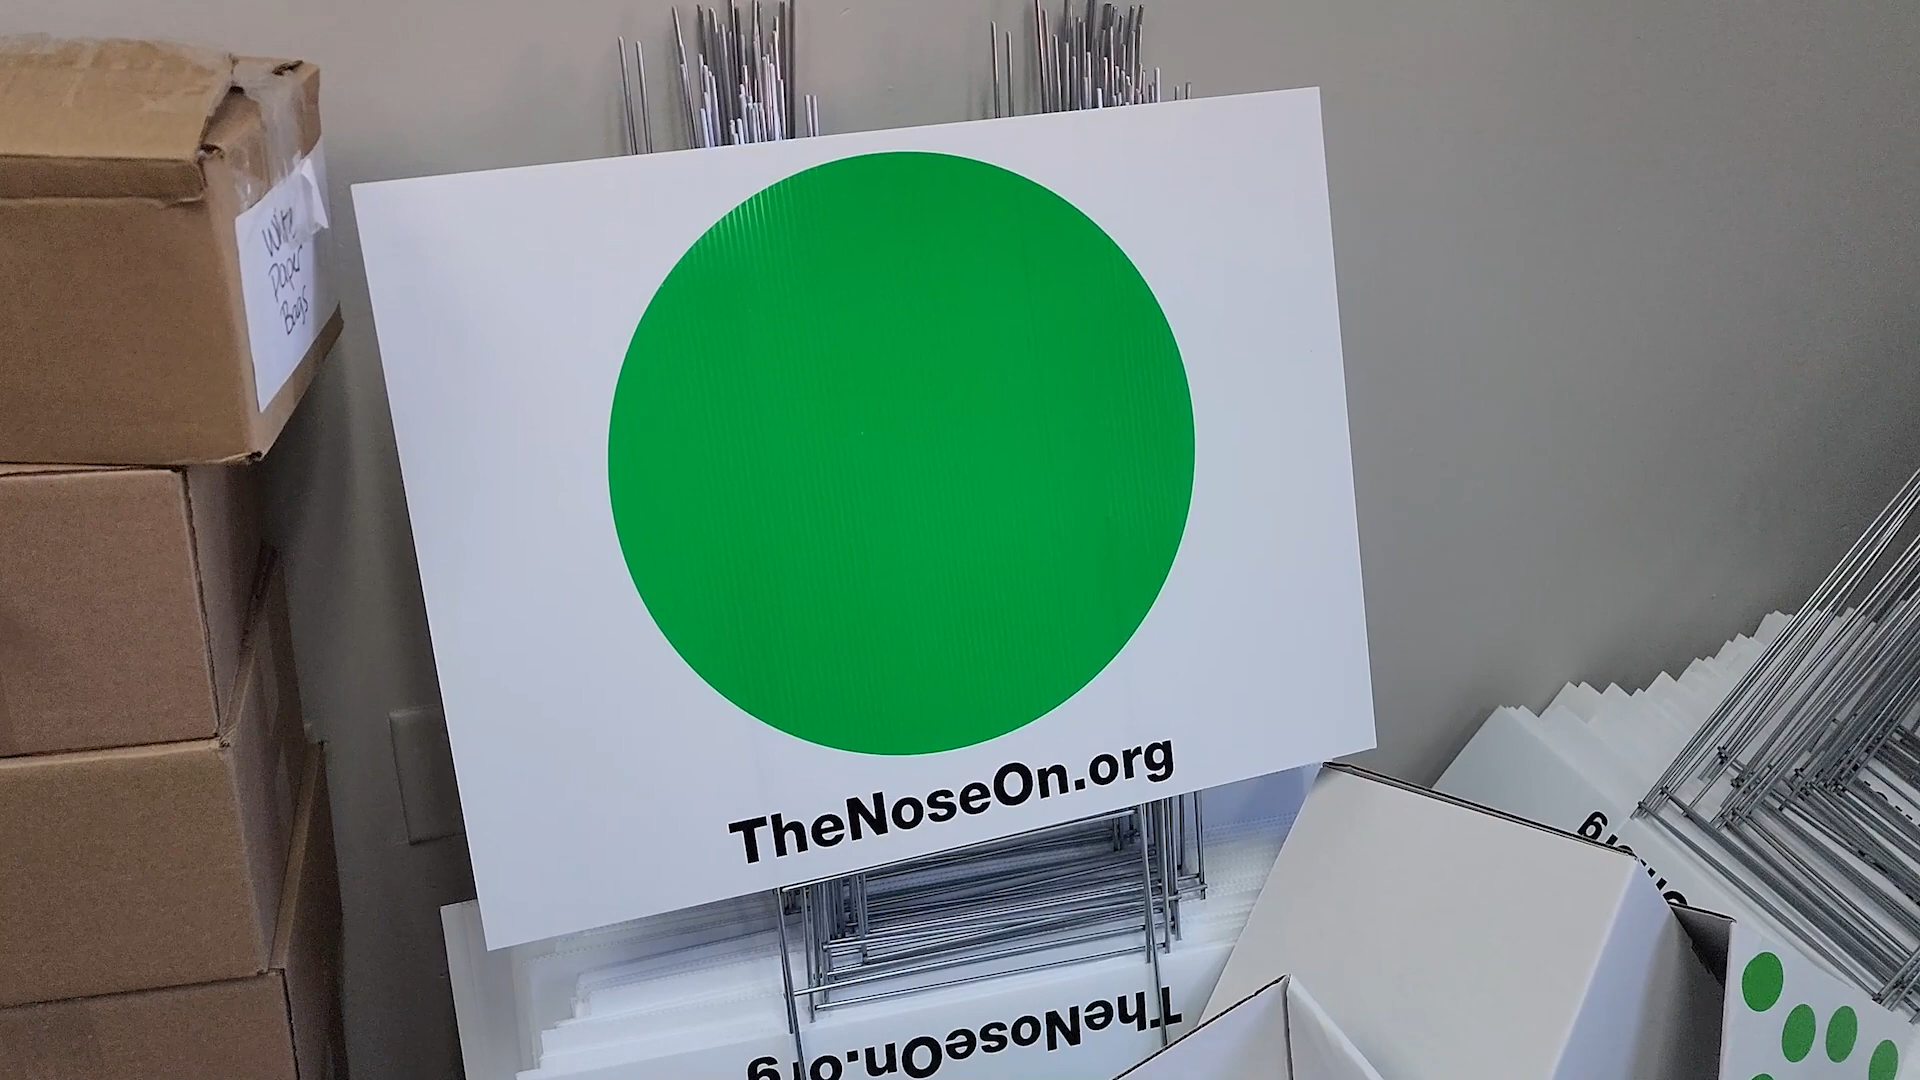 White
Paper
Bags
TheNoseOn.org
TheNoseOn.org